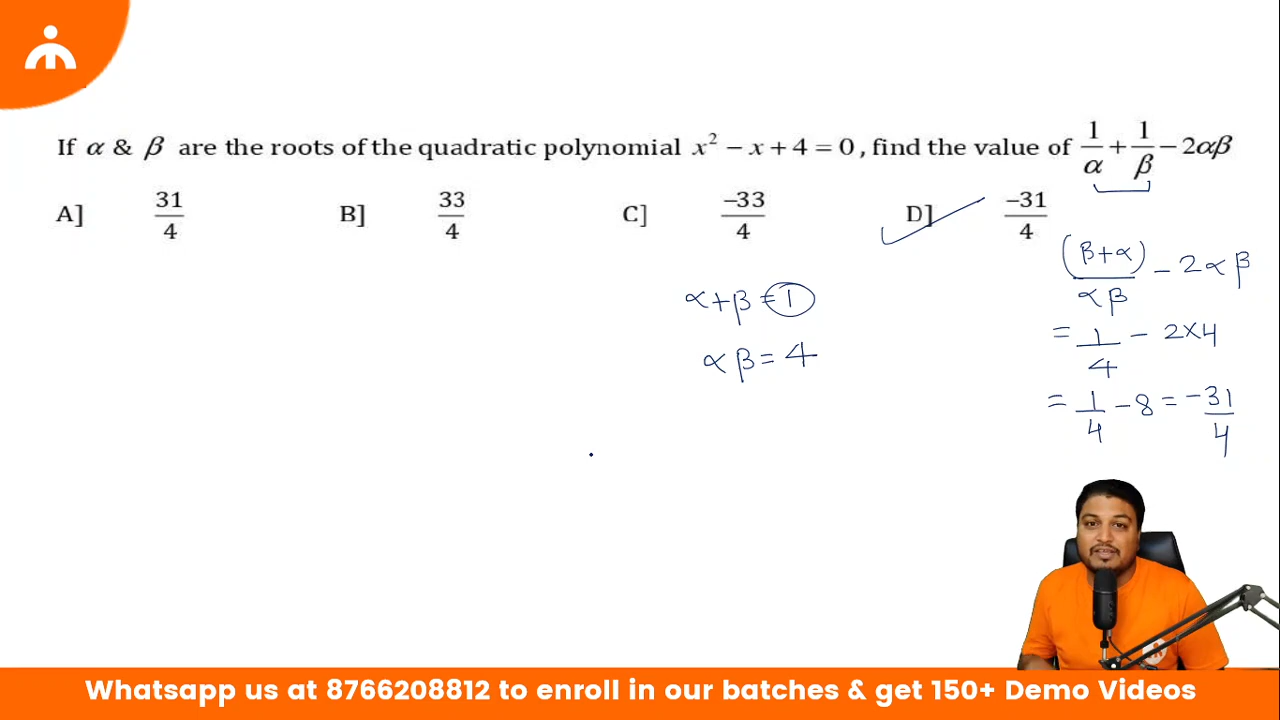 If α & β are the roots of the quadratic polynomial x² − x + 4 = 0, find the value of 1/α + 1/β − 2αβ
A] 31/4 B] 33/4 C] −33/4 D] −31/4
α+β = 1
αβ = 4
(β+α)/αβ − 2αβ
= 1/4 − 2×4
= 1/4 − 8 = −31/4
Whatsapp us at 8766208812 to enroll in our batches & get 150+ Demo Videos